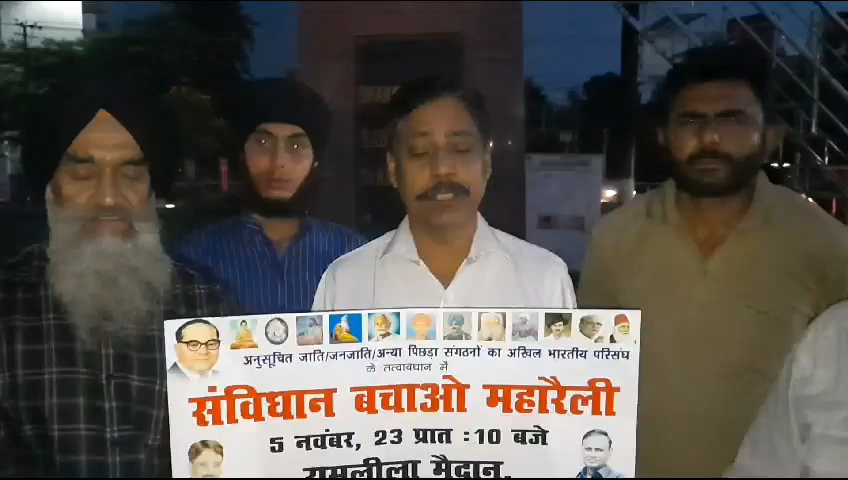 अनुसूचित जाति/जनजाति/अन्या पिछड़ा संगठनों का अखिल भारतीय परिसंघ
के तत्वावधान में
संविधान बचाओ महारैली
5 नवंबर, 23 प्रात : 10 बजे
रामलीला मैदान,